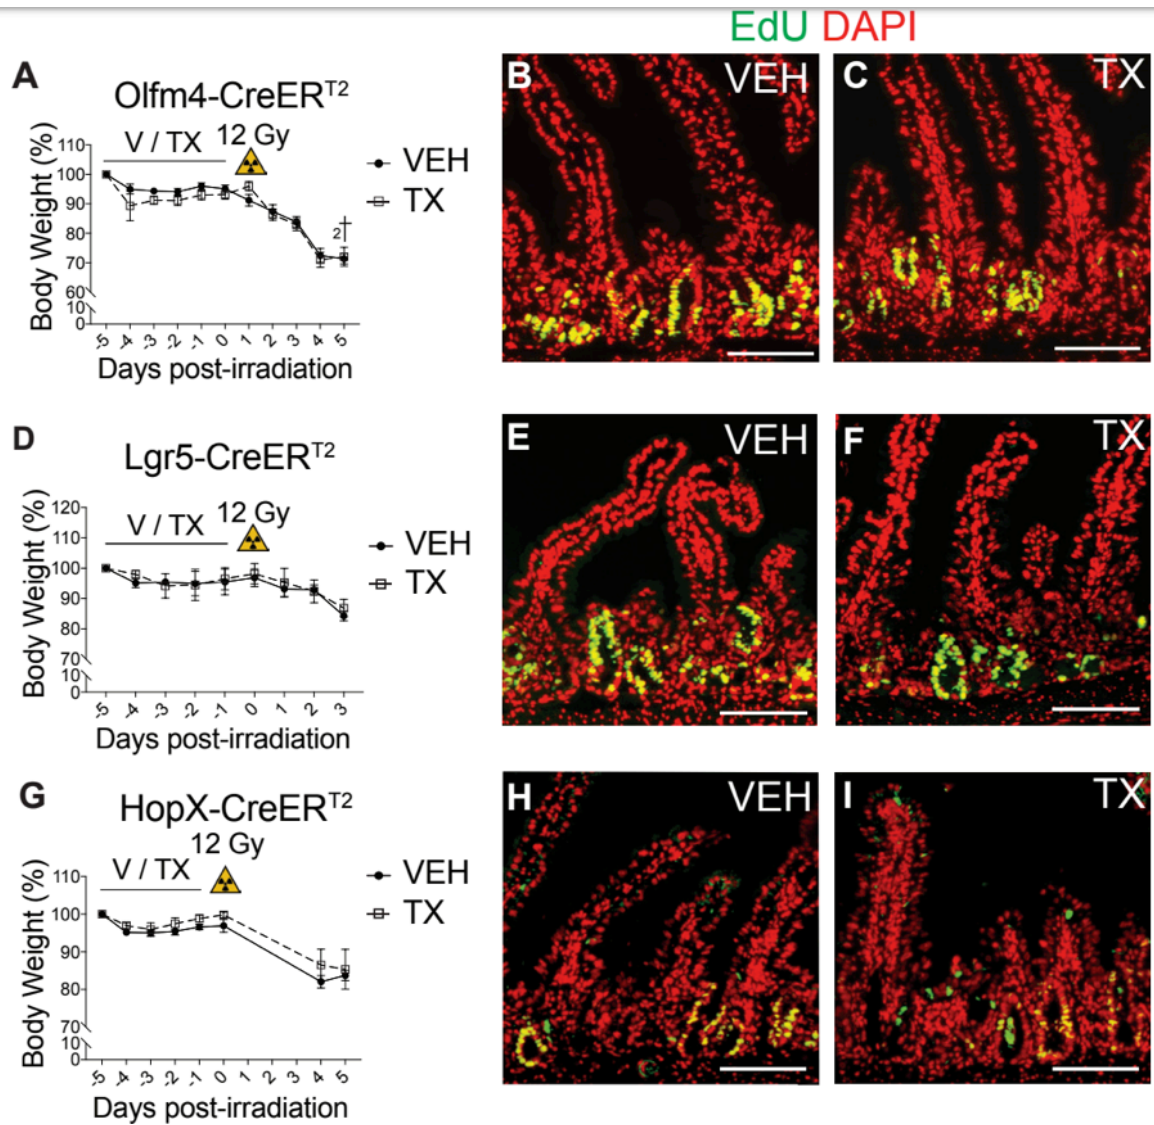 EdU DAPI
A
Olfm4-CreERT2
V / TX 12 Gy
Body Weight (%)
110
100
90
80
70
60
10
0
2†
-5 -4 -3 -2 -1 0 1 2 3 4 5
Days post-irradiation
VEH
TX
B VEH
C TX
D
Lgr5-CreERT2
V / TX 12 Gy
Body Weight (%)
120
110
100
90
80
70
10
0
-5 -4 -3 -2 -1 0 1 2 3
Days post-irradiation
VEH
TX
E VEH
F TX
G
HopX-CreERT2
12 Gy
V / TX
Body Weight (%)
110
100
90
80
70
10
0
-5 -4 -3 -2 -1 0 4 5
Days post-irradiation
VEH
TX
H VEH
I TX